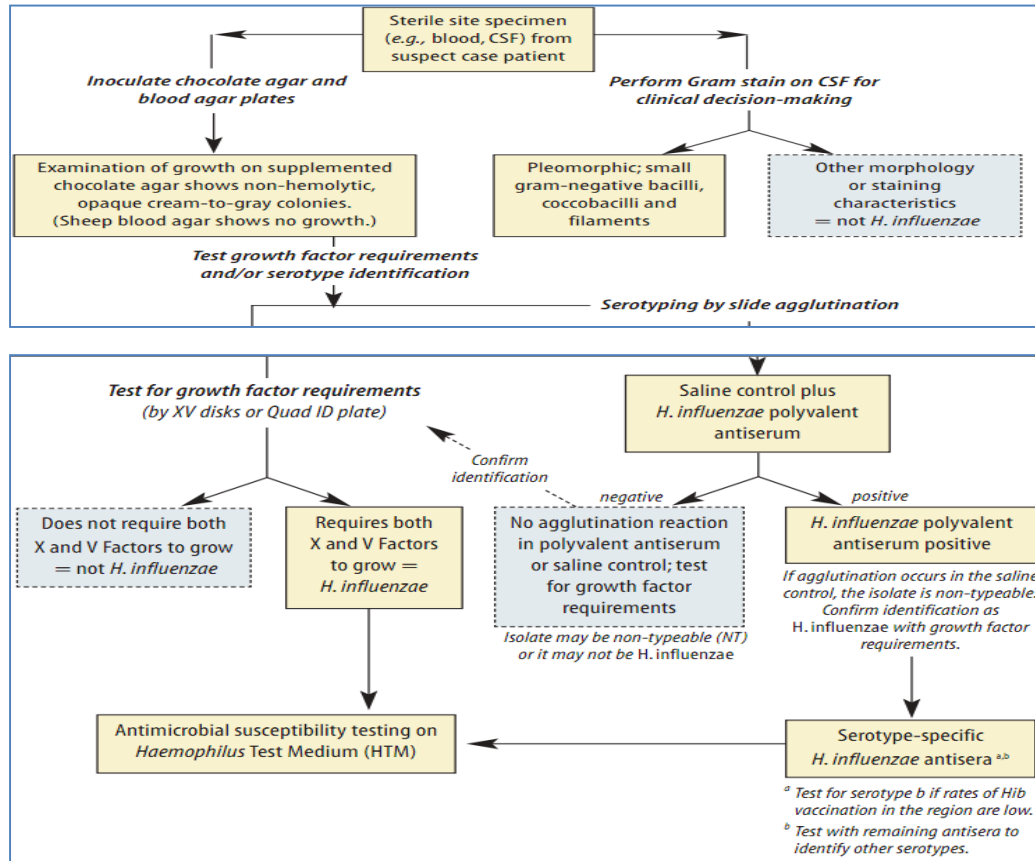 Sterile site specimen
(e.g., blood, CSF) from
suspect case patient
Inoculate chocolate agar and
blood agar plates
Perform Gram stain on CSF for
clinical decision-making
Examination of growth on supplemented
chocolate agar shows non-hemolytic,
opaque cream-to-gray colonies.
(Sheep blood agar shows no growth.)
Pleomorphic; small
gram-negative bacilli,
coccobacilli and
filaments
Other morphology
or staining
characteristics
= not H. influenzae
Test growth factor requirements
and/or serotype identification
Serotyping by slide agglutination
Test for growth factor requirements
(by XV disks or Quad ID plate)
Saline control plus
H. influenzae polyvalent
antiserum
Confirm
identification
negative
positive
Does not require both
X and V Factors to grow
= not H. influenzae
Requires both
X and V Factors
to grow =
H. influenzae
No agglutination reaction
in polyvalent antiserum
or saline control; test
for growth factor
requirements
H. influenzae polyvalent
antiserum positive
Isolate may be non-typeable (NT)
or it may not be H. influenzae
If agglutination occurs in the saline
control, the isolate is non-typeable.
Confirm identification as
H. influenzae with growth factor
requirements.
Antimicrobial susceptibility testing on
Haemophilus Test Medium (HTM)
Serotype-specific
H. influenzae antisera a,b
a Test for serotype b if rates of Hib
vaccination in the region are low.
b Test with remaining antisera to
identify other serotypes.